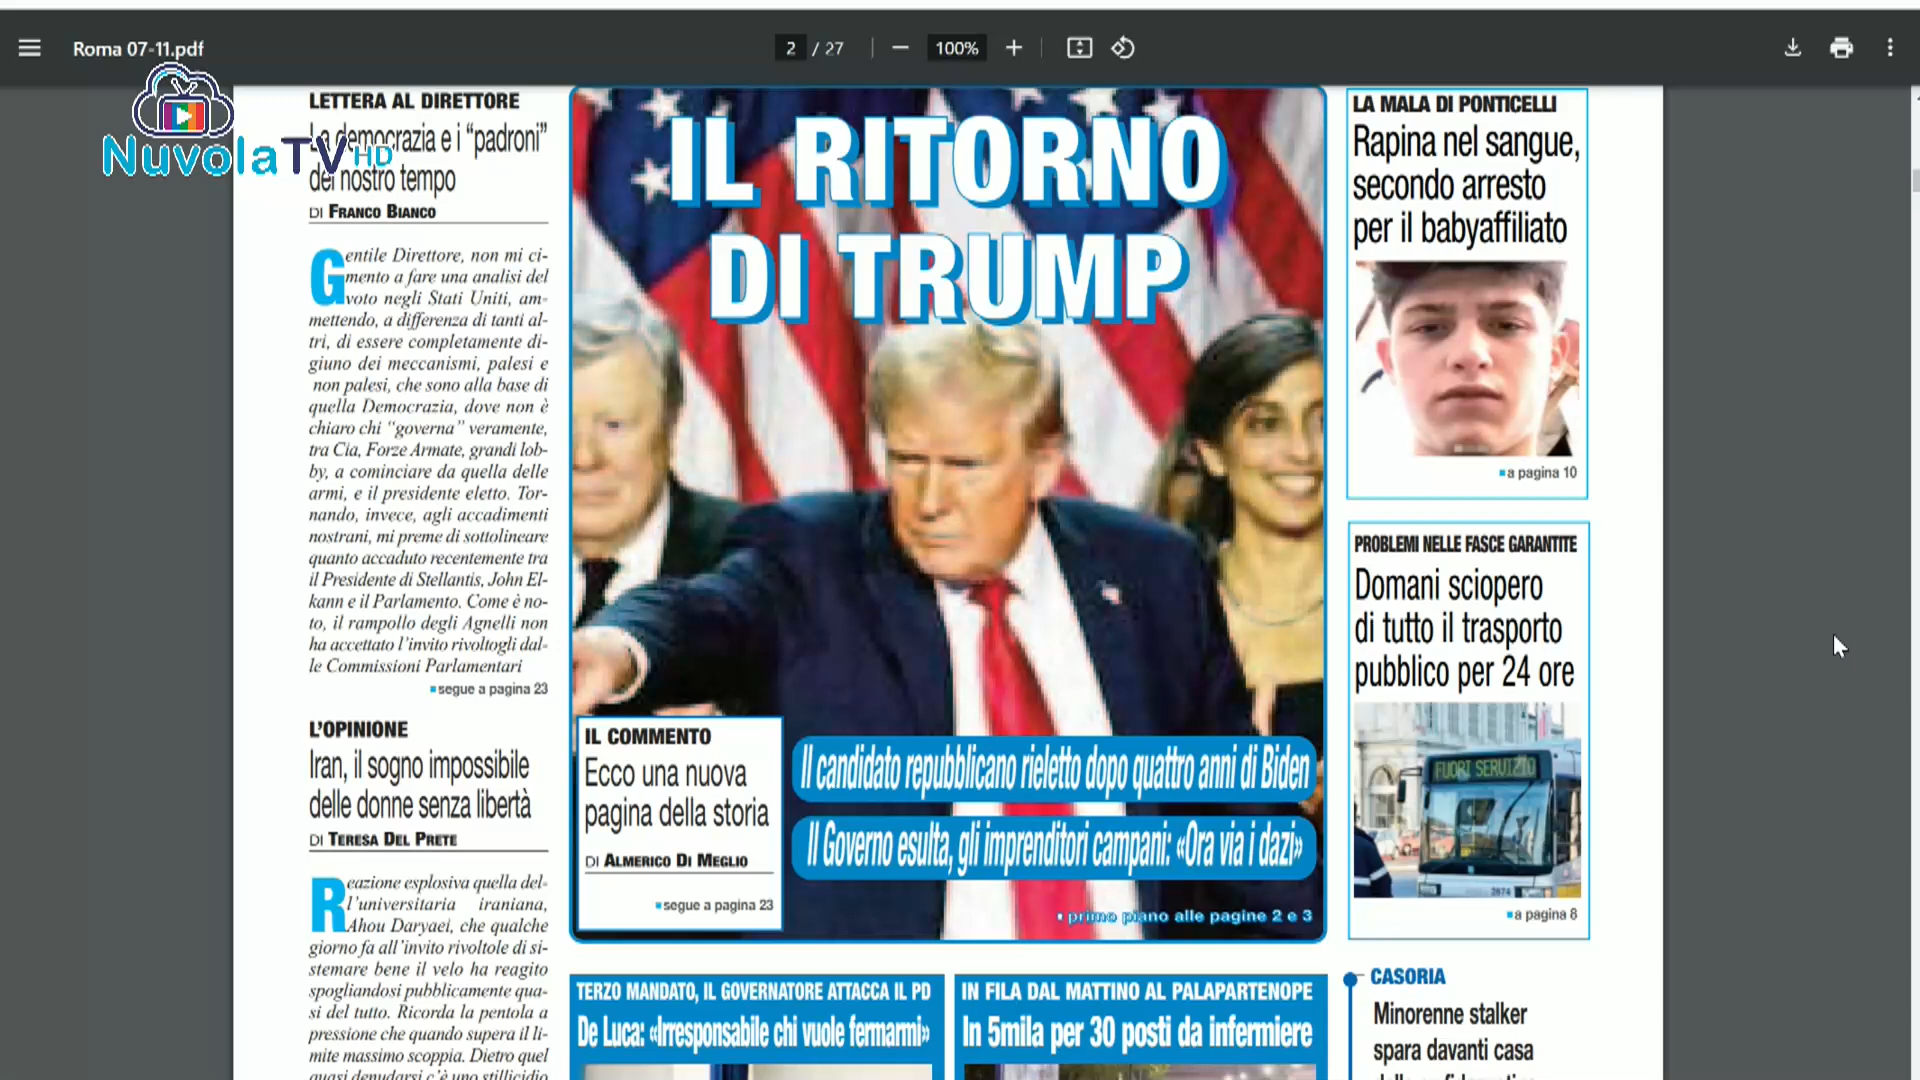 Roma 07-11.pdf
2 / 27
100%
NuvolaTV HD
LETTERA AL DIRETTORE
La democrazia e i “padroni”
del nostro tempo
DI FRANCO BIANCO
Gentile Direttore, non mi ci-
mento a fare una analisi del
voto negli Stati Uniti, am-
mettendo, a differenza di tanti al-
tri, di essere completamente di-
giuno dei meccanismi, palesi e
non palesi, che sono alla base di
quella Democrazia, dove non è
chiaro chi “governa” veramente,
tra Cia, Forze Armate, grandi lob-
by, a cominciare da quella delle
armi, e il presidente eletto. Tor-
nando, invece, agli accadimenti
nostrani, mi preme di sottolineare
quanto accaduto recentemente tra
il Presidente di Stellantis, John El-
kann e il Parlamento. Come è no-
to, il rampollo degli Agnelli non
ha accettato l’invito rivoltogli dal-
le Commissioni Parlamentari
segue a pagina 23
L’OPINIONE
Iran, il sogno impossibile
delle donne senza libertà
DI TERESA DEL PRETE
Reazione esplosiva quella del-
l’universitaria iraniana,
Ahou Daryaei, che qualche
giorno fa all’invito rivoltole di si-
stemare bene il velo ha reagito
spogliandosi pubblicamente qua-
si del tutto. Ricorda la pentola a
pressione che quando supera il li-
mite massimo scoppia. Dietro quel
quasi denudarsi c’è uno stillicidio
IL RITORNO
DI TRUMP
IL COMMENTO
Ecco una nuova
pagina della storia
DI ALMERICO DI MEGLIO
segue a pagina 23
Il candidato repubblicano rieletto dopo quattro anni di Biden
Il Governo esulta, gli imprenditori campani: «Ora via i dazi»
primo piano alle pagine 2 e 3
LA MALA DI PONTICELLI
Rapina nel sangue,
secondo arresto
per il babyaffiliato
a pagina 10
PROBLEMI NELLE FASCE GARANTITE
Domani sciopero
di tutto il trasporto
pubblico per 24 ore
FUORI SERVIZIO
a pagina 8
TERZO MANDATO, IL GOVERNATORE ATTACCA IL PD
De Luca: «Irresponsabile chi vuole fermarmi»
IN FILA DAL MATTINO AL PALAPARTENOPE
In 5mila per 30 posti da infermiere
CASORIA
Minorenne stalker
spara davanti casa